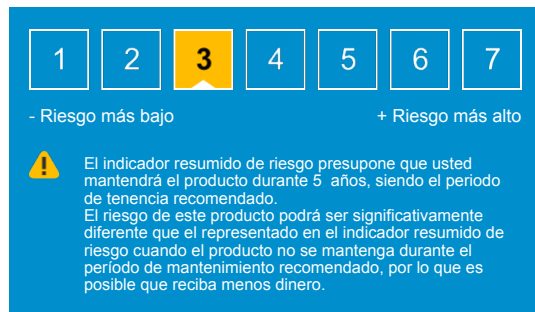 1 2 3 4 5 6 7
- Riesgo más bajo + Riesgo más alto
El indicador resumido de riesgo presupone que usted
mantendrá el producto durante 5 años, siendo el periodo
de tenencia recomendado.
El riesgo de este producto podrá ser significativamente
diferente que el representado en el indicador resumido de
riesgo cuando el producto no se mantenga durante el
período de mantenimiento recomendado, por lo que es
posible que reciba menos dinero.